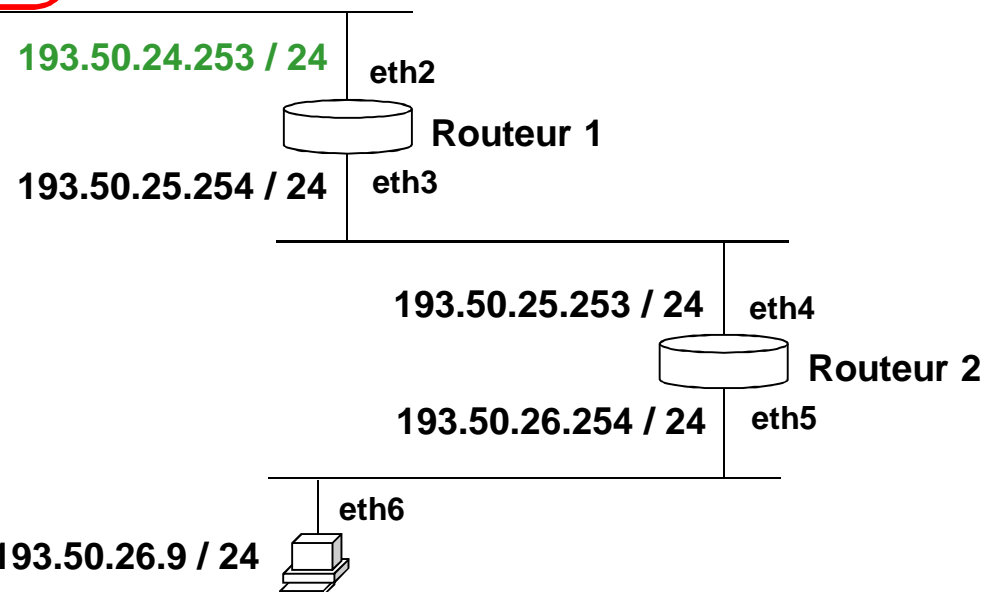 193.50.24.253 / 24
eth2
Routeur 1
193.50.25.254 / 24
eth3
193.50.25.253 / 24
eth4
Routeur 2
193.50.26.254 / 24
eth5
eth6
193.50.26.9 / 24